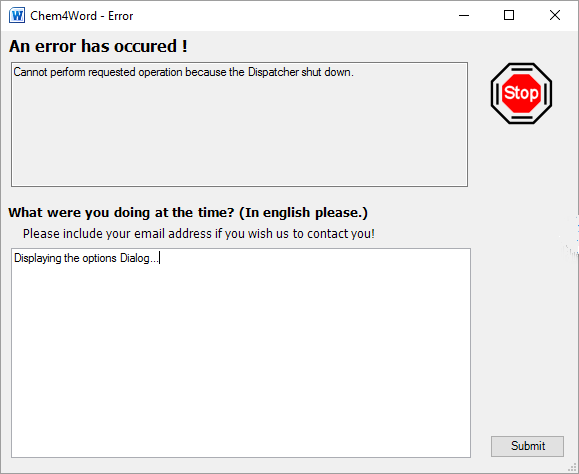 Chem4Word - Error
An error has occured !
Cannot perform requested operation because the Dispatcher shut down.
Stop
What were you doing at the time? (In english please.)
Please include your email address if you wish us to contact you!
Displaying the options Dialog...
Submit